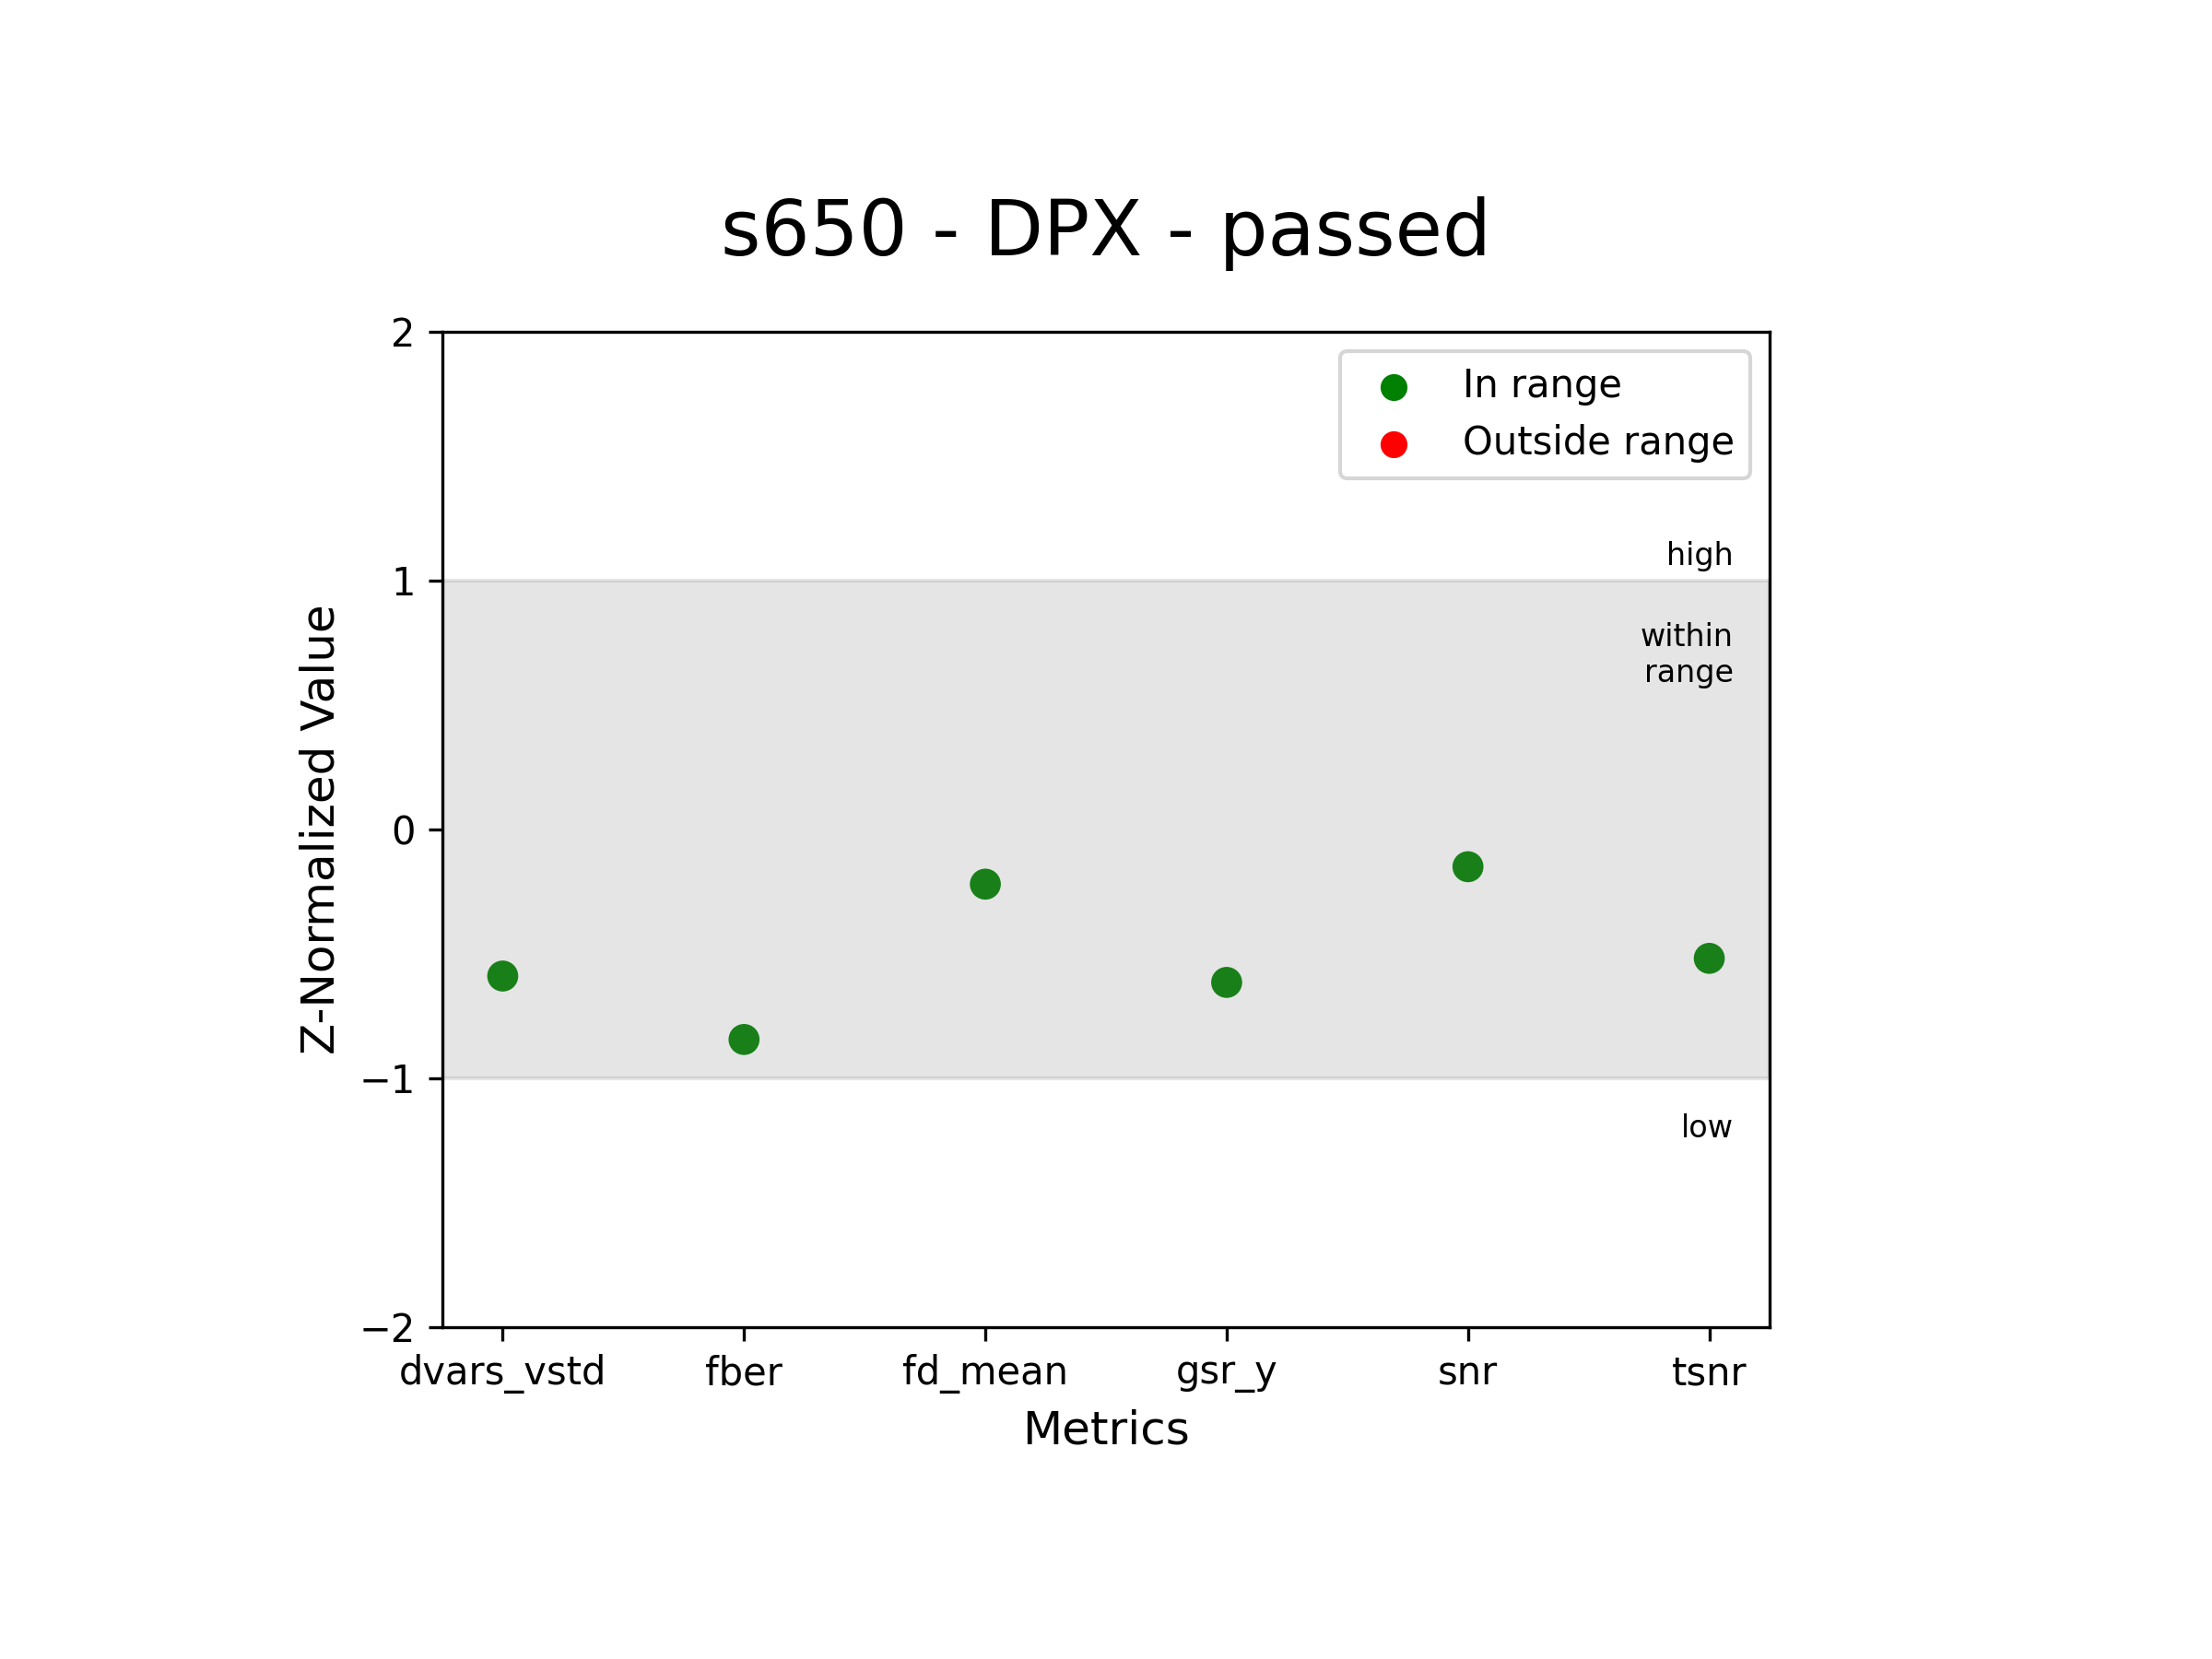 s650 - DPX - passed
2
In range
Outside range
high
1
within
range
Z-Normalized Value
0
−1
low
−2
dvars_vstd fber fd_mean gsr_y snr tsnr
Metrics